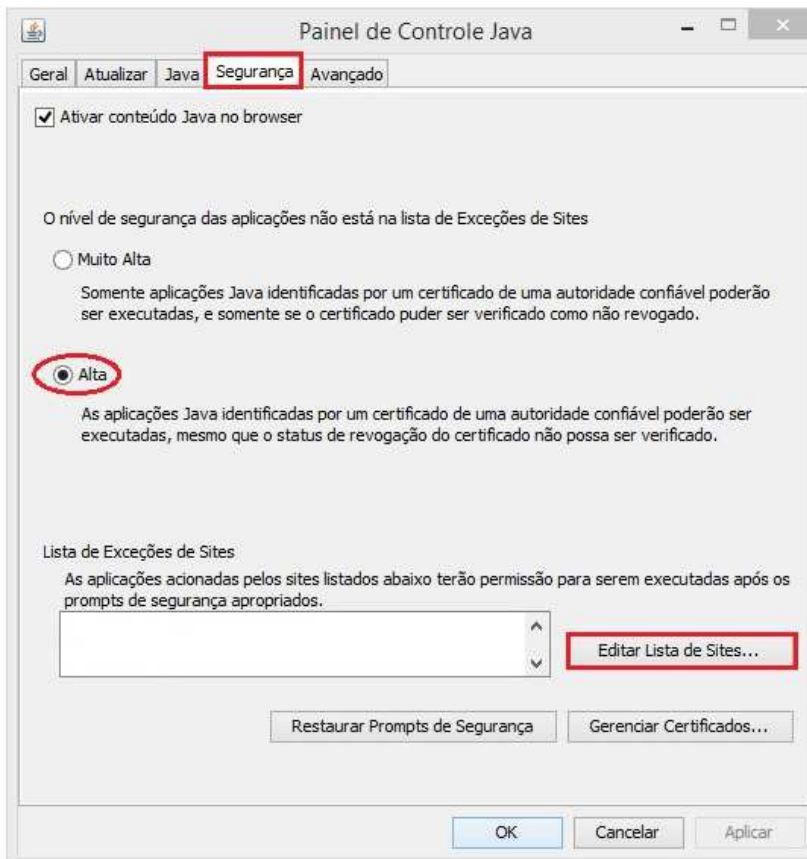 Painel de Controle Java
Geral Atualizar Java Segurança Avançado
Ativar conteúdo Java no browser
O nível de segurança das aplicações não está na lista de Exceções de Sites
Muito Alta
Somente aplicações Java identificadas por um certificado de uma autoridade confiável poderão
ser executadas, e somente se o certificado puder ser verificado como não revogado.
Alta
As aplicações Java identificadas por um certificado de uma autoridade confiável poderão ser
executadas, mesmo que o status de revogação do certificado não possa ser verificado.
Lista de Exceções de Sites
As aplicações acionadas pelos sites listados abaixo terão permissão para serem executadas após os
prompts de segurança apropriados.
Editar Lista de Sites...
Restaurar Prompts de Segurança Gerenciar Certificados...
OK Cancelar Aplicar